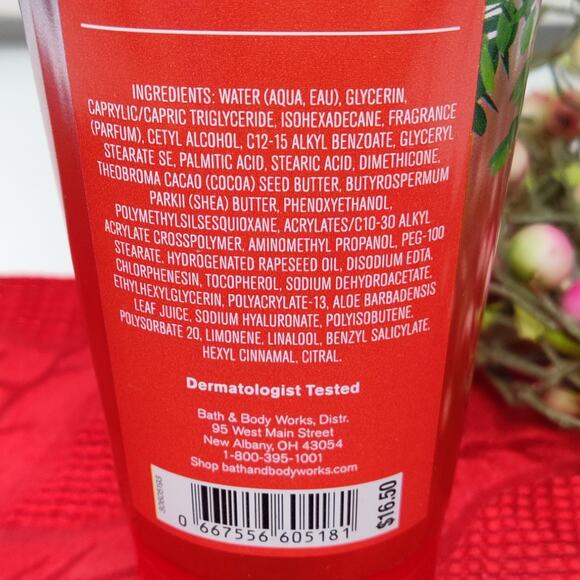 INGREDIENTS: WATER (AQUA, EAU), GLYCERIN,
CAPRYLIC/CAPRIC TRIGLYCERIDE, ISOHEXADECANE, FRAGRANCE
(PARFUM), CETYL ALCOHOL, C12-15 ALKYL BENZOATE, GLYCERYL
STEARATE SE, PALMITIC ACID, STEARIC ACID, DIMETHICONE,
THEOBROMA CACAO (COCOA) SEED BUTTER, BUTYROSPERMUM
PARKII (SHEA) BUTTER, PHENOXYETHANOL,
POLYMETHYLSILSESQUIOXANE, ACRYLATES/C10-30 ALKYL
ACRYLATE CROSSPOLYMER, AMINOMETHYL PROPANOL, PEG-100
STEARATE, HYDROGENATED RAPESEED OIL, DISODIUM EDTA,
CHLORPHENESIN, TOCOPHEROL, SODIUM DEHYDROACETATE,
ETHYLHEXYLGLYCERIN, POLYACRYLATE-13, ALOE BARBADENSIS
LEAF JUICE, SODIUM HYALURONATE, POLYISOBUTENE,
POLYSORBATE 20, LIMONENE, LINALOOL, BENZYL SALICYLATE,
HEXYL CINNAMAL, CITRAL.
Dermatologist Tested
Bath & Body Works, Distr.
95 West Main Street
New Albany, OH 43054
1-800-395-1001
Shop bathandbodyworks.com
30605193
0 667556 605181
$16.50